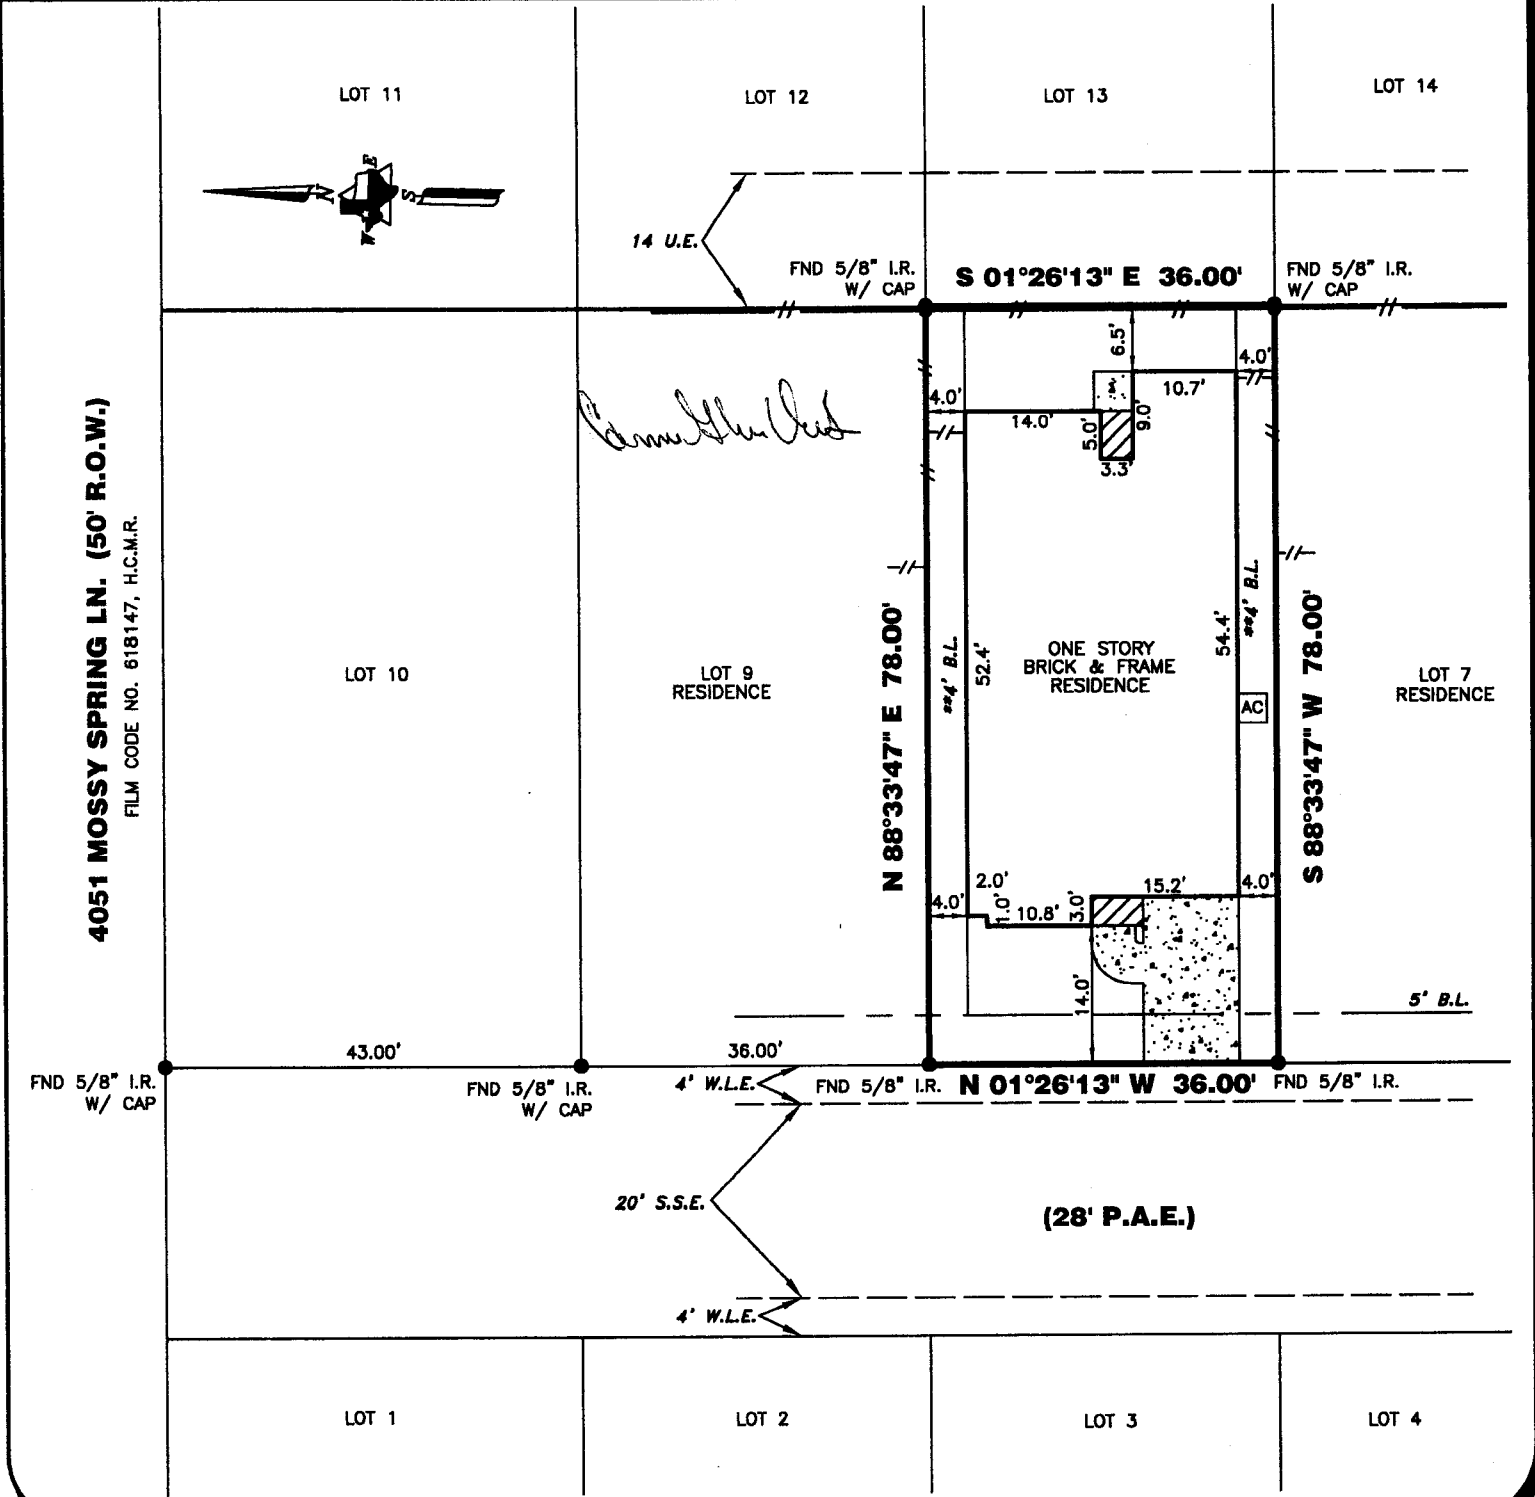 LOT 11
LOT 12
LOT 13
LOT 14
N
E
S
W
14 U.E.
FND 5/8" I.R.
W/ CAP
S 01°26'13" E 36.00'
FND 5/8" I.R.
W/ CAP
6.5'
4.0'
10.7'
4.0'
14.0'
5.0'
9.0'
3.3'
4051 MOSSY SPRING LN. (50' R.O.W.)
FILM CODE NO. 618147, H.C.M.R.
LOT 10
LOT 9
RESIDENCE
N 88°33'47" E 78.00'
**4' B.L.
52.4'
ONE STORY
BRICK & FRAME
RESIDENCE
54.4'
**4' B.L.
AC
S 88°33'47" W 78.00'
LOT 7
RESIDENCE
2.0'
4.0'
1.0'
10.8'
3.0'
15.2'
4.0'
14.0'
5' B.L.
43.00'
36.00'
FND 5/8" I.R.
W/ CAP
FND 5/8" I.R.
W/ CAP
4' W.L.E.
FND 5/8" I.R.
N 01°26'13" W 36.00'
FND 5/8" I.R.
20' S.S.E.
(28' P.A.E.)
4' W.L.E.
LOT 1
LOT 2
LOT 3
LOT 4